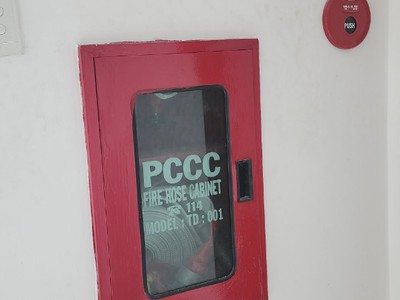 PUSH
PCCC
FIRE HOSE CABINET
☎ 114
MODEL : TD : 001